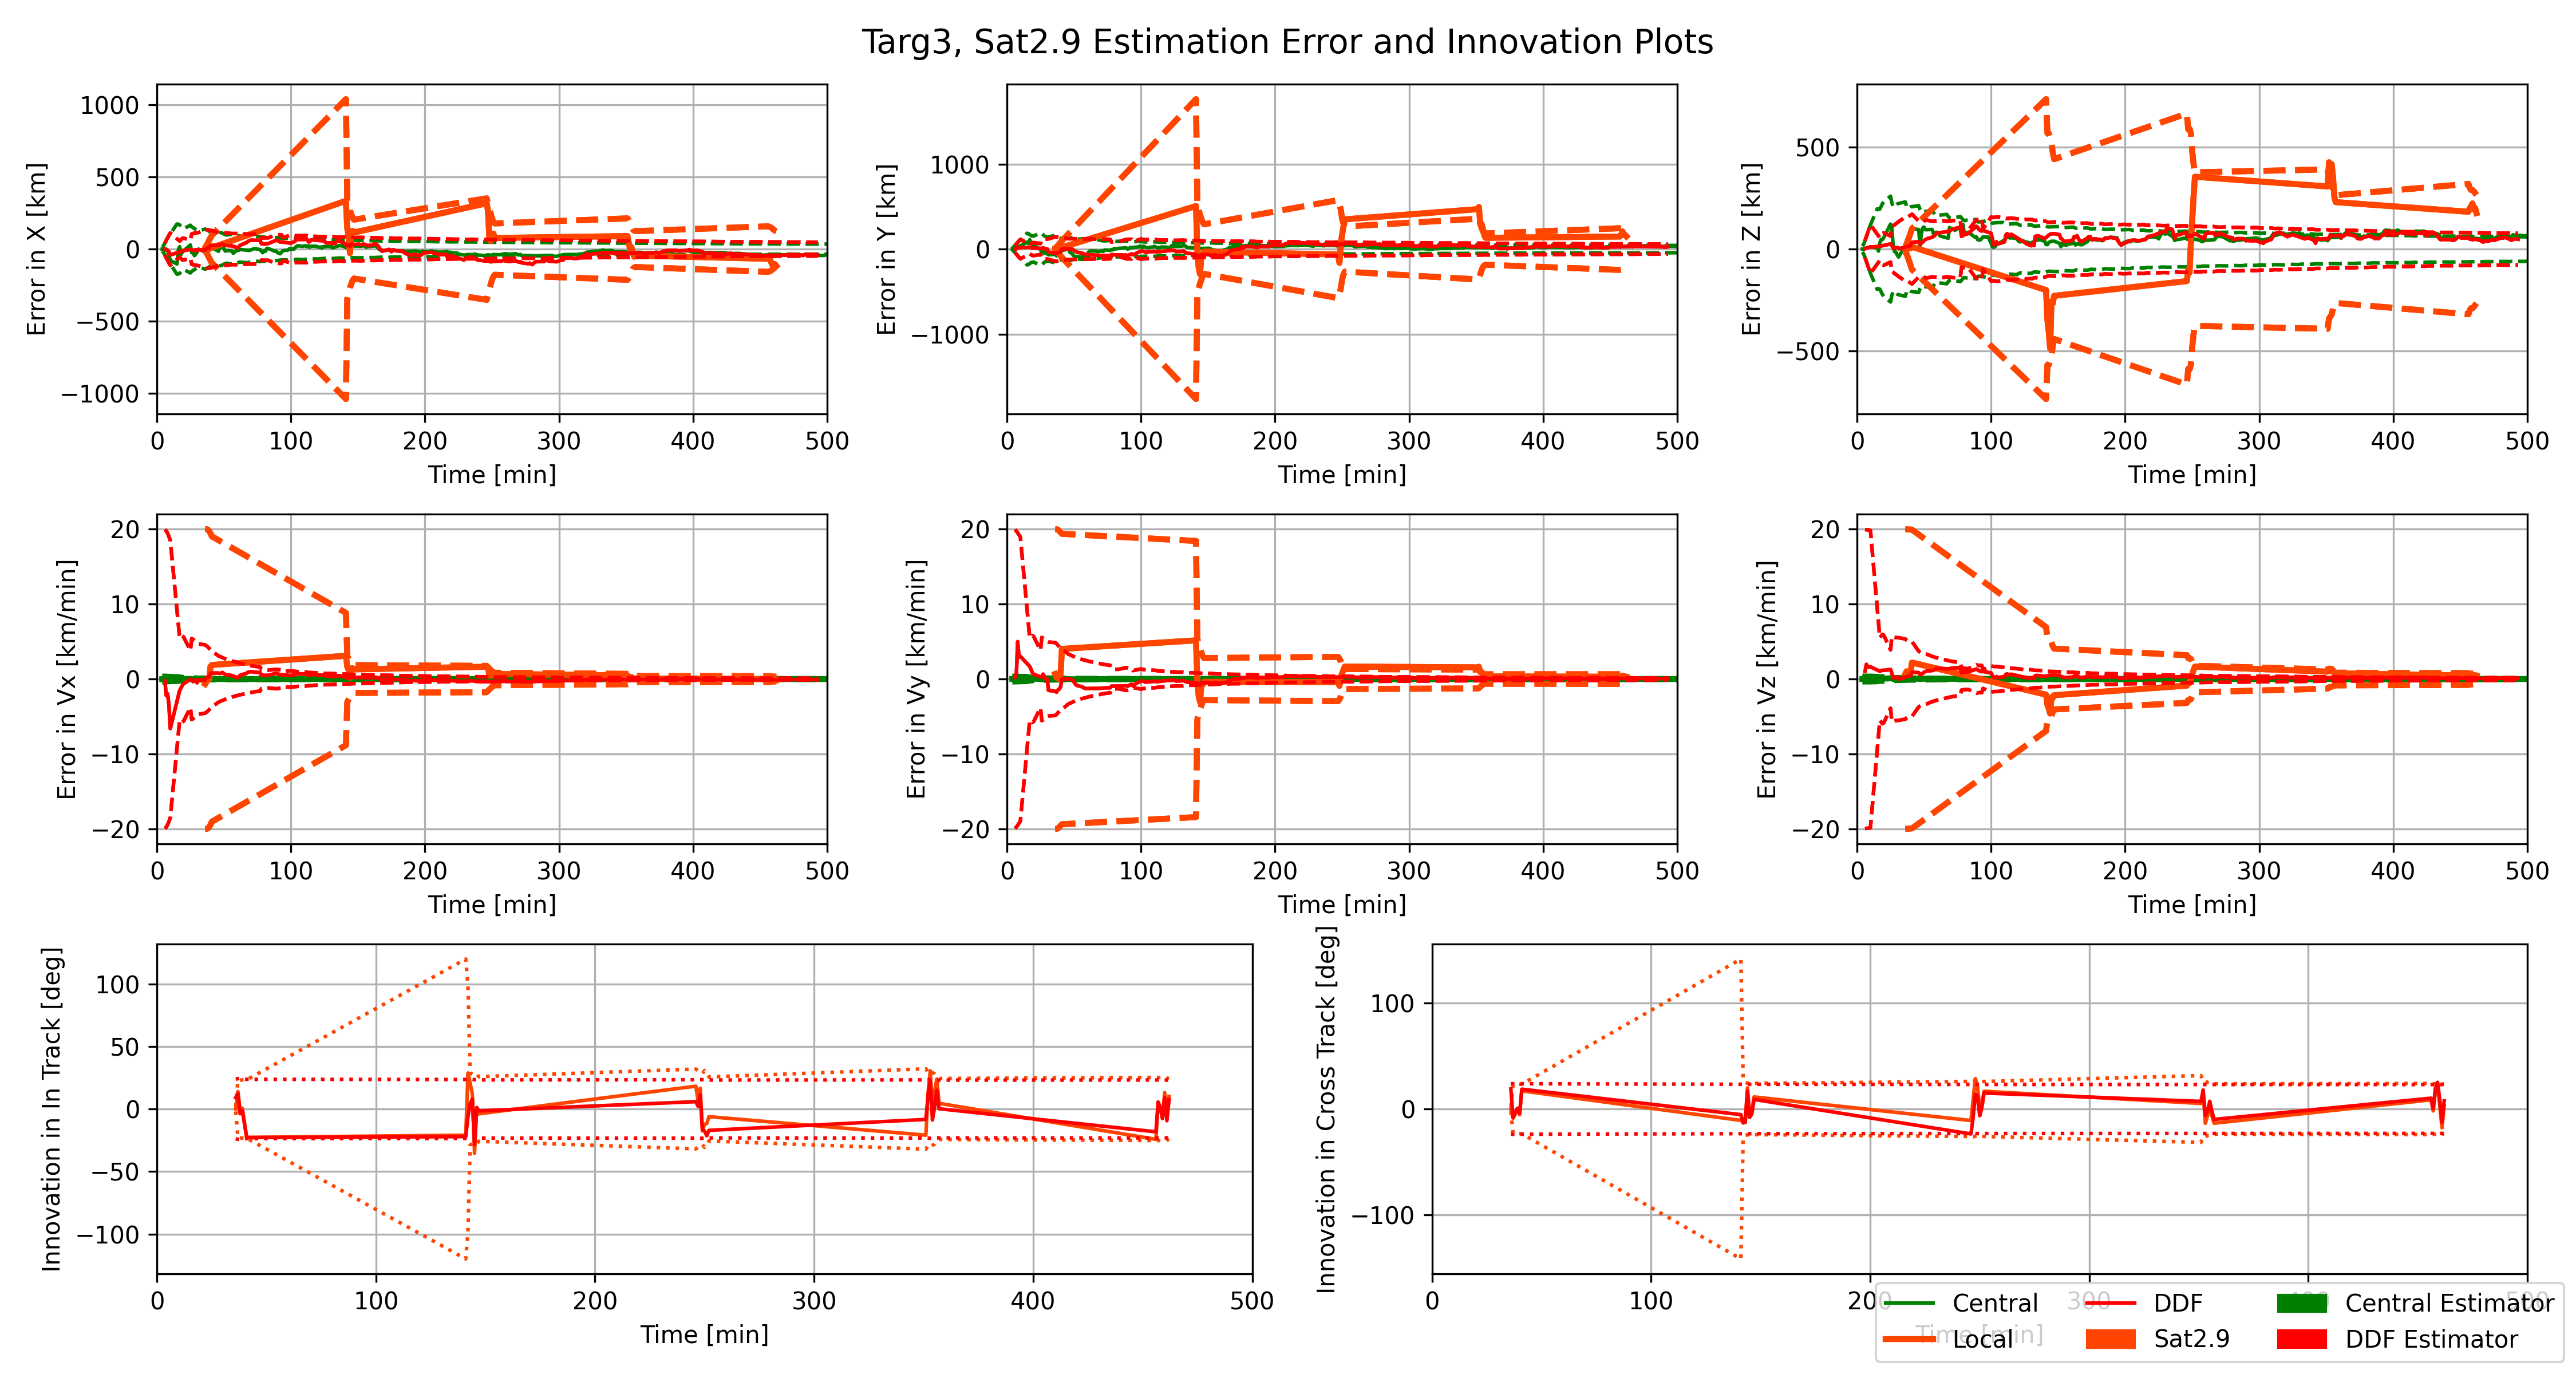 Targ3, Sat2.9 Estimation Error and Innovation Plots
Error in X [km]
1000
500
0
−500
−1000
0 100 200 300 400 500
Time [min]
Error in Y [km]
1000
0
−1000
0 100 200 300 400 500
Time [min]
Error in Z [km]
500
0
−500
0 100 200 300 400 500
Time [min]
Error in Vx [km/min]
20
10
0
−10
−20
0 100 200 300 400 500
Time [min]
Error in Vy [km/min]
20
10
0
−10
−20
0 100 200 300 400 500
Time [min]
Error in Vz [km/min]
20
10
0
−10
−20
0 100 200 300 400 500
Time [min]
Innovation in In Track [deg]
100
50
0
−50
−100
0 100 200 300 400 500
Time [min]
Innovation in Cross Track [deg]
100
0
−100
0 100 200 300 400 500
Time [min]
Central DDF Central Estimator
Local Sat2.9 DDF Estimator